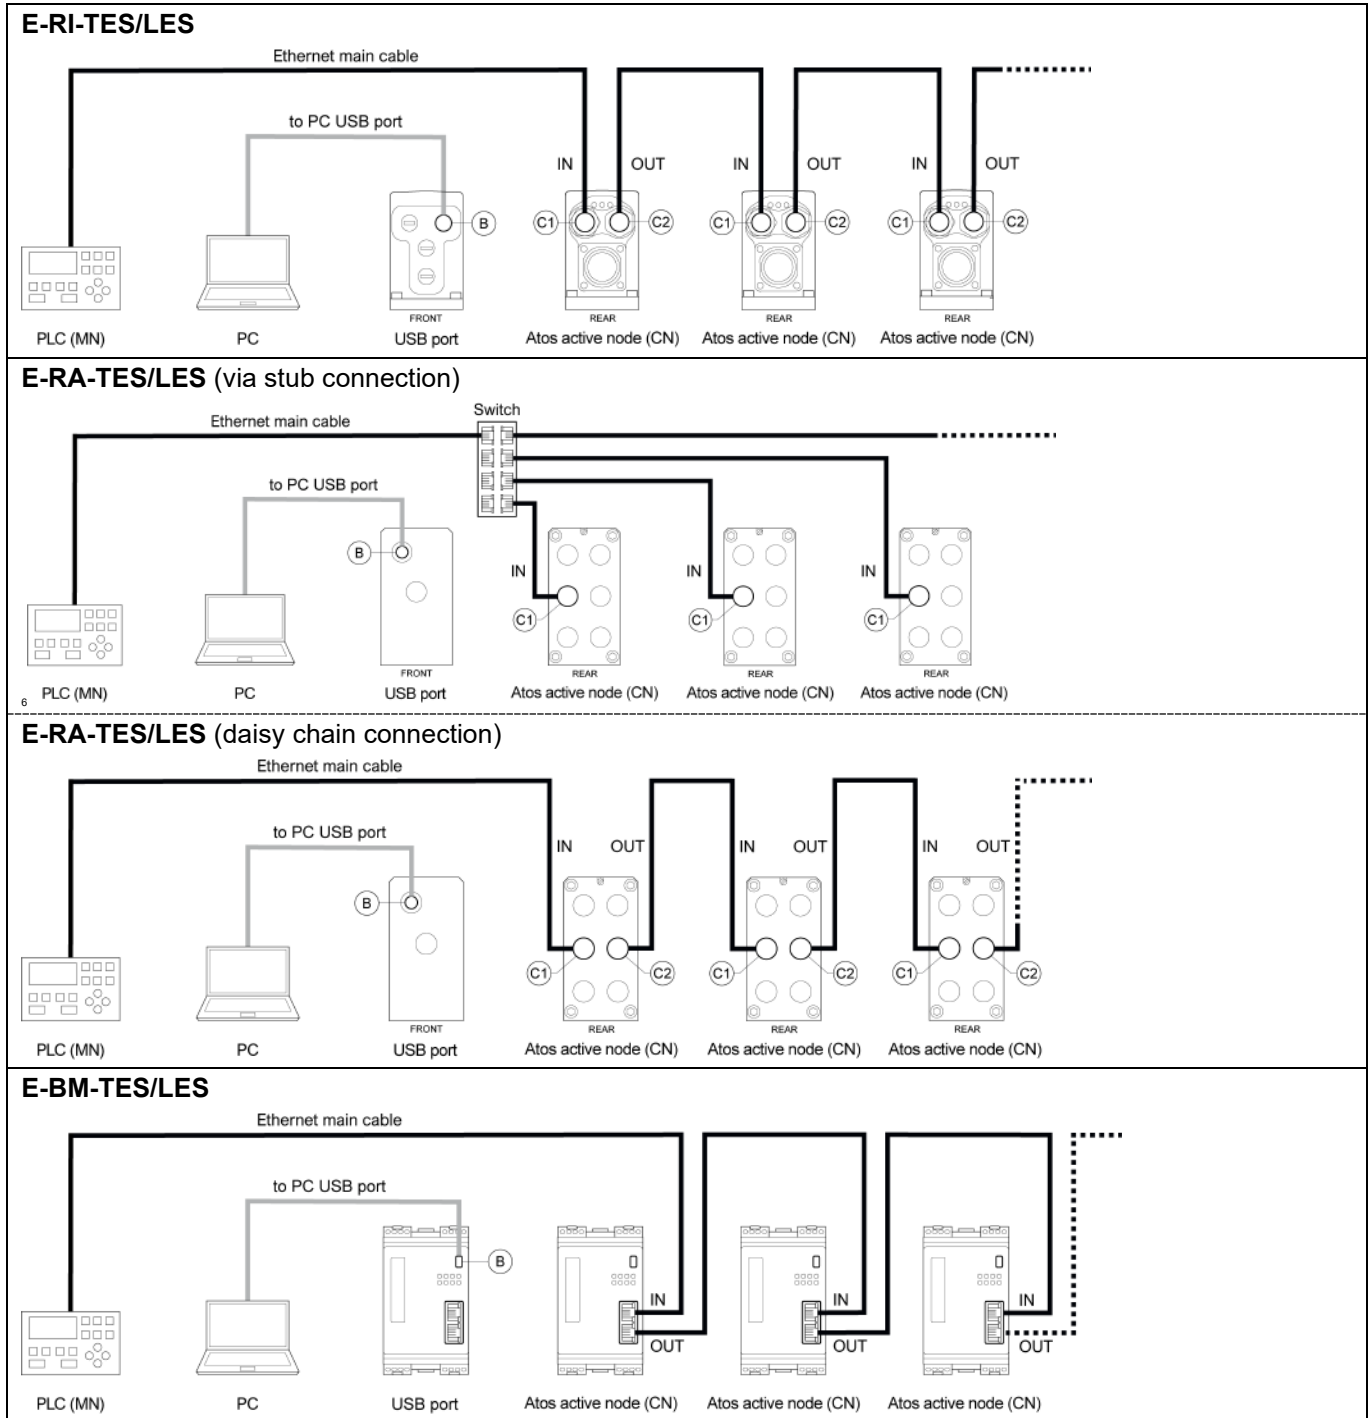 E-RI-TES/LES
Ethernet main cable
to PC USB port
IN OUT IN OUT IN OUT
B C1 C2 C1 C2 C1 C2
FRONT REAR REAR REAR
PLC (MN) PC USB port Atos active node (CN) Atos active node (CN) Atos active node (CN)
E-RA-TES/LES (via stub connection)
Switch
Ethernet main cable
to PC USB port
B
IN IN IN
C1 C1 C1
FRONT REAR REAR REAR
PLC (MN) PC USB port Atos active node (CN) Atos active node (CN) Atos active node (CN)
6
E-RA-TES/LES (daisy chain connection)
Ethernet main cable
to PC USB port
IN OUT IN OUT IN OUT
B
C1 C2 C1 C2 C1 C2
FRONT REAR REAR REAR
PLC (MN) PC USB port Atos active node (CN) Atos active node (CN) Atos active node (CN)
E-BM-TES/LES
Ethernet main cable
to PC USB port
B
IN IN IN
OUT OUT OUT
PLC (MN) PC USB port Atos active node (CN) Atos active node (CN) Atos active node (CN)